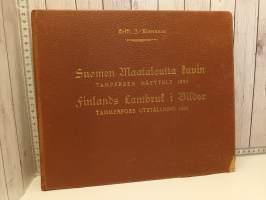 Suomen Maataloutta kuvin
TAMPEREEN NÄYTTELY
Finlands Lantbruk i Bilder
TAMMERFORS UTSTÄLLNING